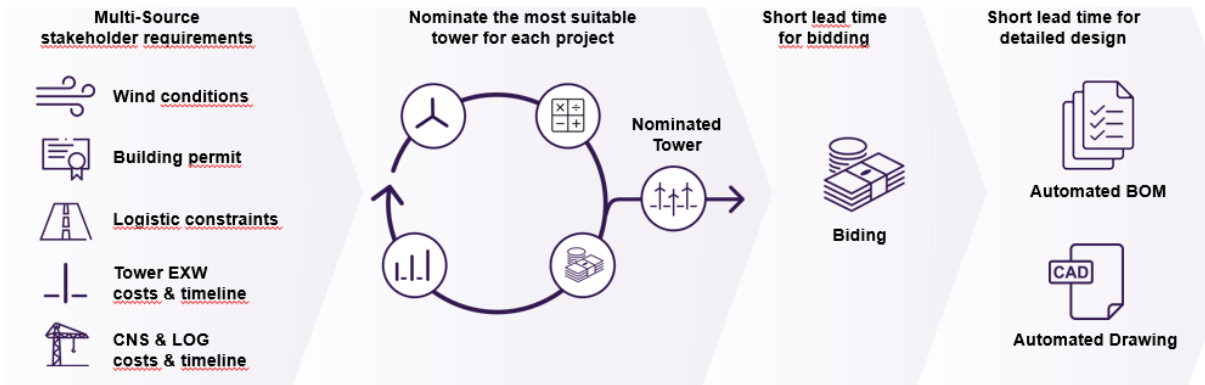 Multi-Source
stakeholder requirements
Wind conditions
Building permit
Logistic constraints
Tower EXW
costs & timeline
CNS & LOG
costs & timeline
Nominate the most suitable
tower for each project
Nominated
Tower
Short lead time
for bidding
Biding
Short lead time for
detailed design
Automated BOM
CAD
Automated Drawing